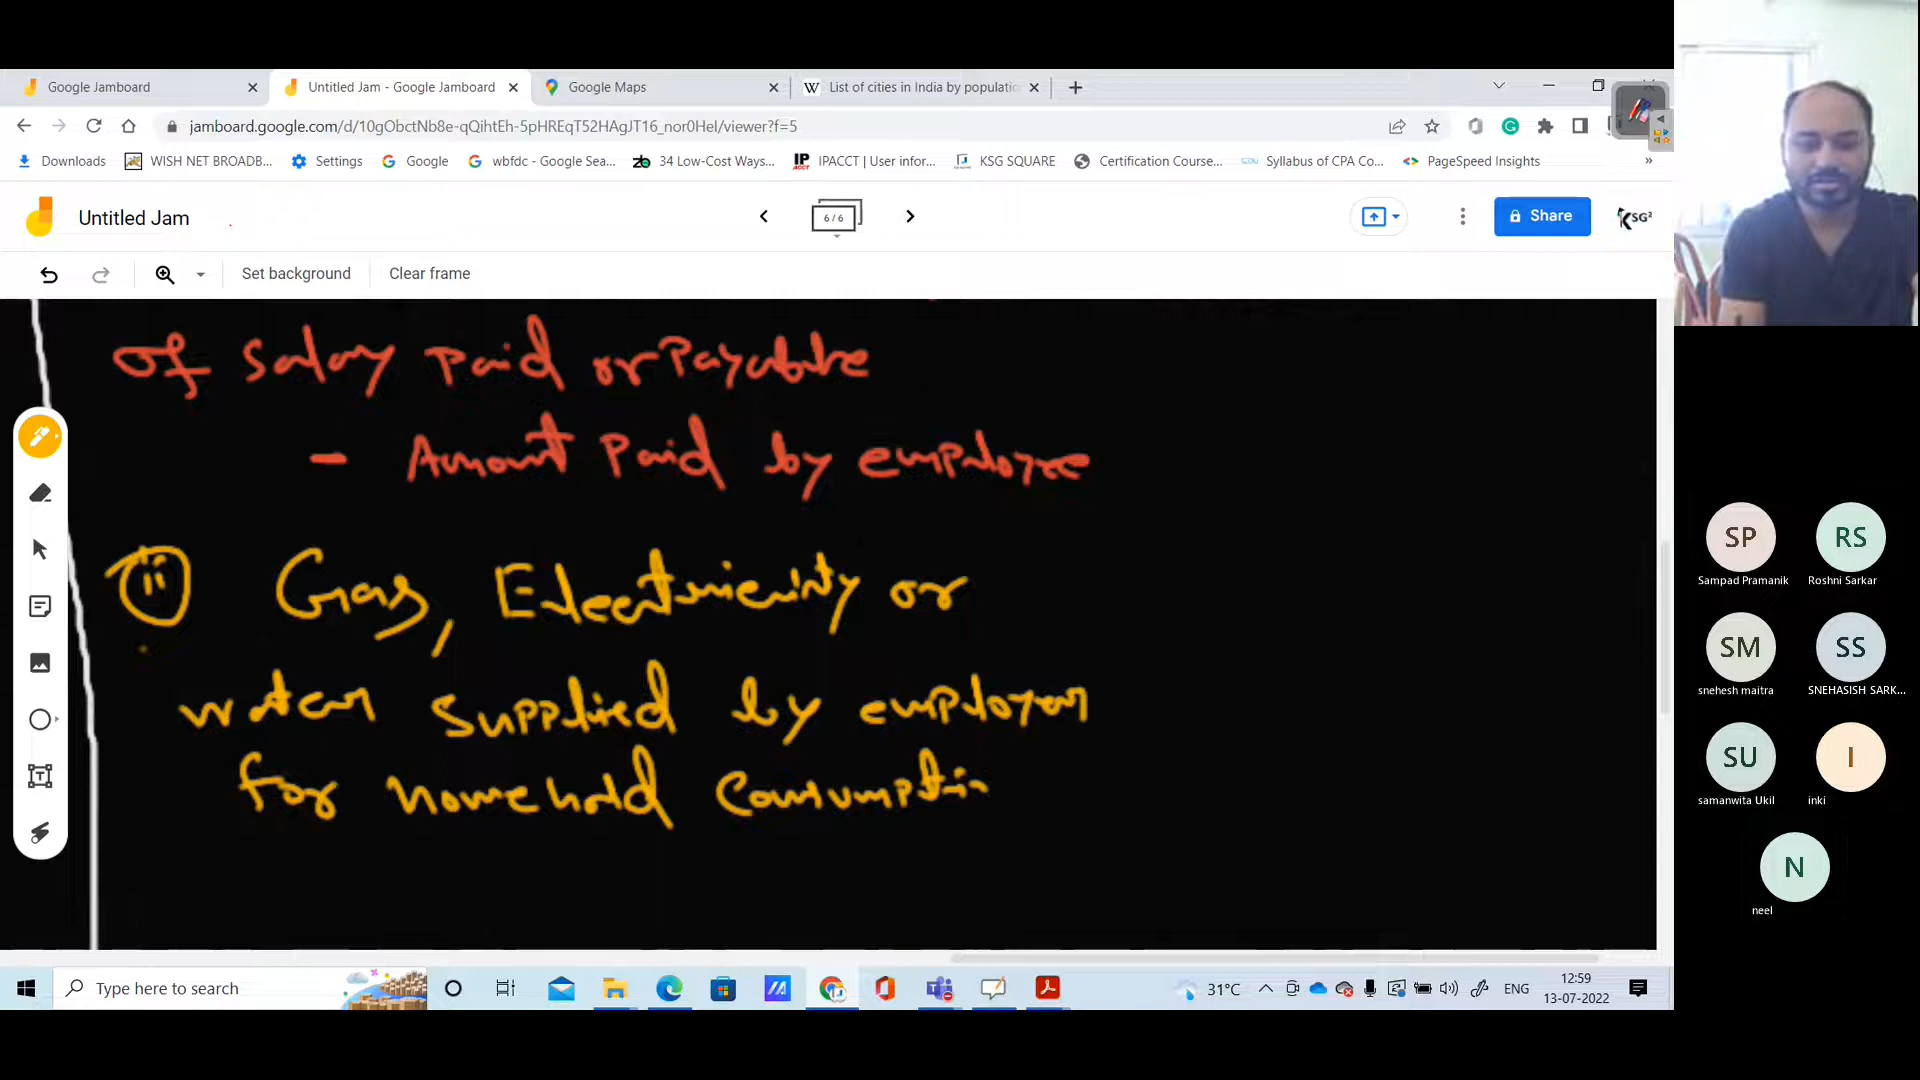 Google Jamboard
Untitled Jam - Google Jamboard
Google Maps
W List of cities in India by populatio
jamboard.google.com/d/10gObctNb8e-qQihtEh-5pHREqT52HAgJT16_nor0HeI/viewer?f=5
Downloads WISH NET BROADB... Settings Google wbfdc - Google Sea... 34 Low-Cost Ways... IPACCT | User infor... KSG SQUARE Certification Course... Syllabus of CPA Co... PageSpeed Insights »
Untitled Jam
6 / 6
Share
KSG²
Set background
Clear frame
of salary paid or payable
- Amount paid by employee
ii Gas, Electricity or
water supplied by employer
for household consumption
SP
Sampad Pramanik
RS
Roshni Sarkar
SM
snehesh maitra
SS
SNEHASISH SARK...
SU
samanwita Ukil
I
inki
N
neel
Type here to search
31°C
ENG
12:59
13-07-2022